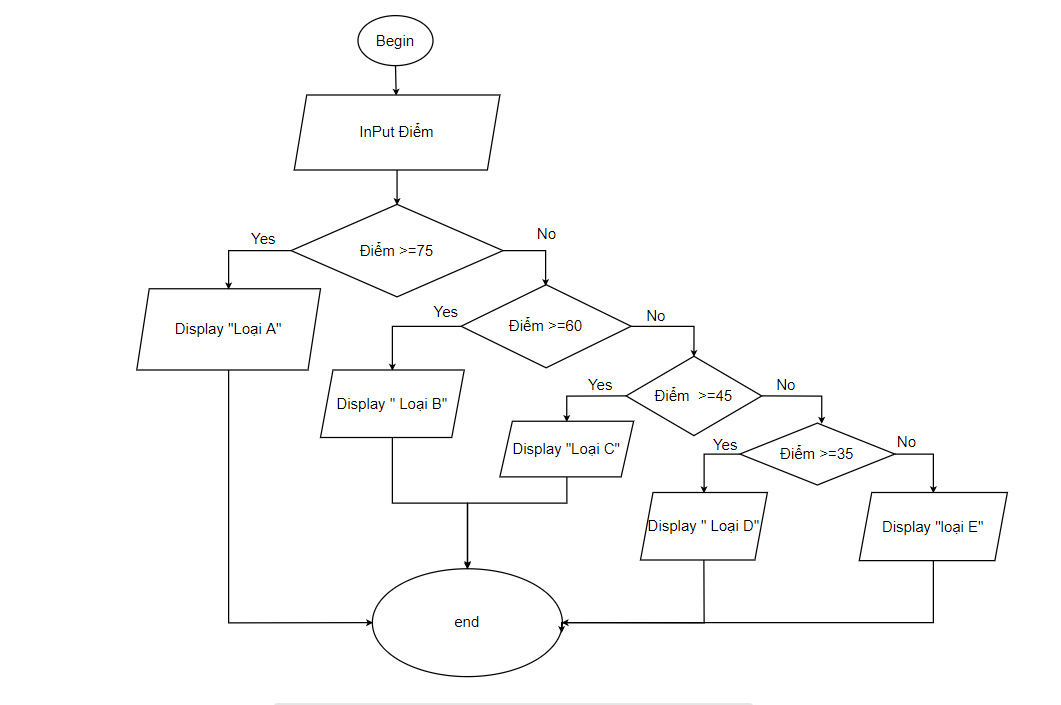 Begin
InPut Điểm
Điểm >=75
Yes
No
Display "Loại A"
Điểm >=60
Yes
No
Display " Loại B"
Điểm  >=45
Yes
No
Display "Loại C"
Điểm >=35
Yes
No
Display " Loại D"
Display "loại E"
end